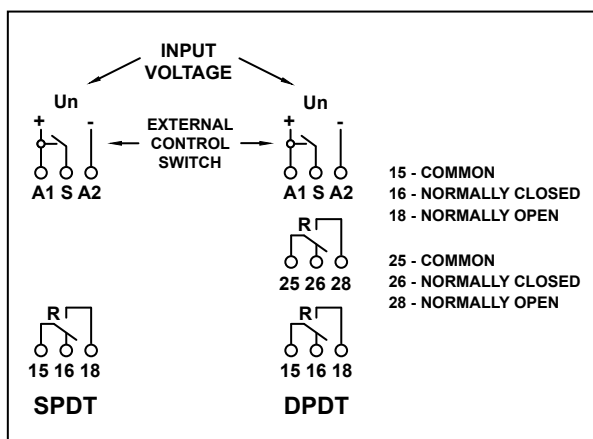 INPUT
VOLTAGE
Un
Un
+ -
+ -
EXTERNAL
CONTROL
SWITCH
A1 S A2
A1 S A2
15 - COMMON
16 - NORMALLY CLOSED
18 - NORMALLY OPEN
R
25 26 28
25 - COMMON
26 - NORMALLY CLOSED
28 - NORMALLY OPEN
R
15 16 18
SPDT
R
15 16 18
DPDT